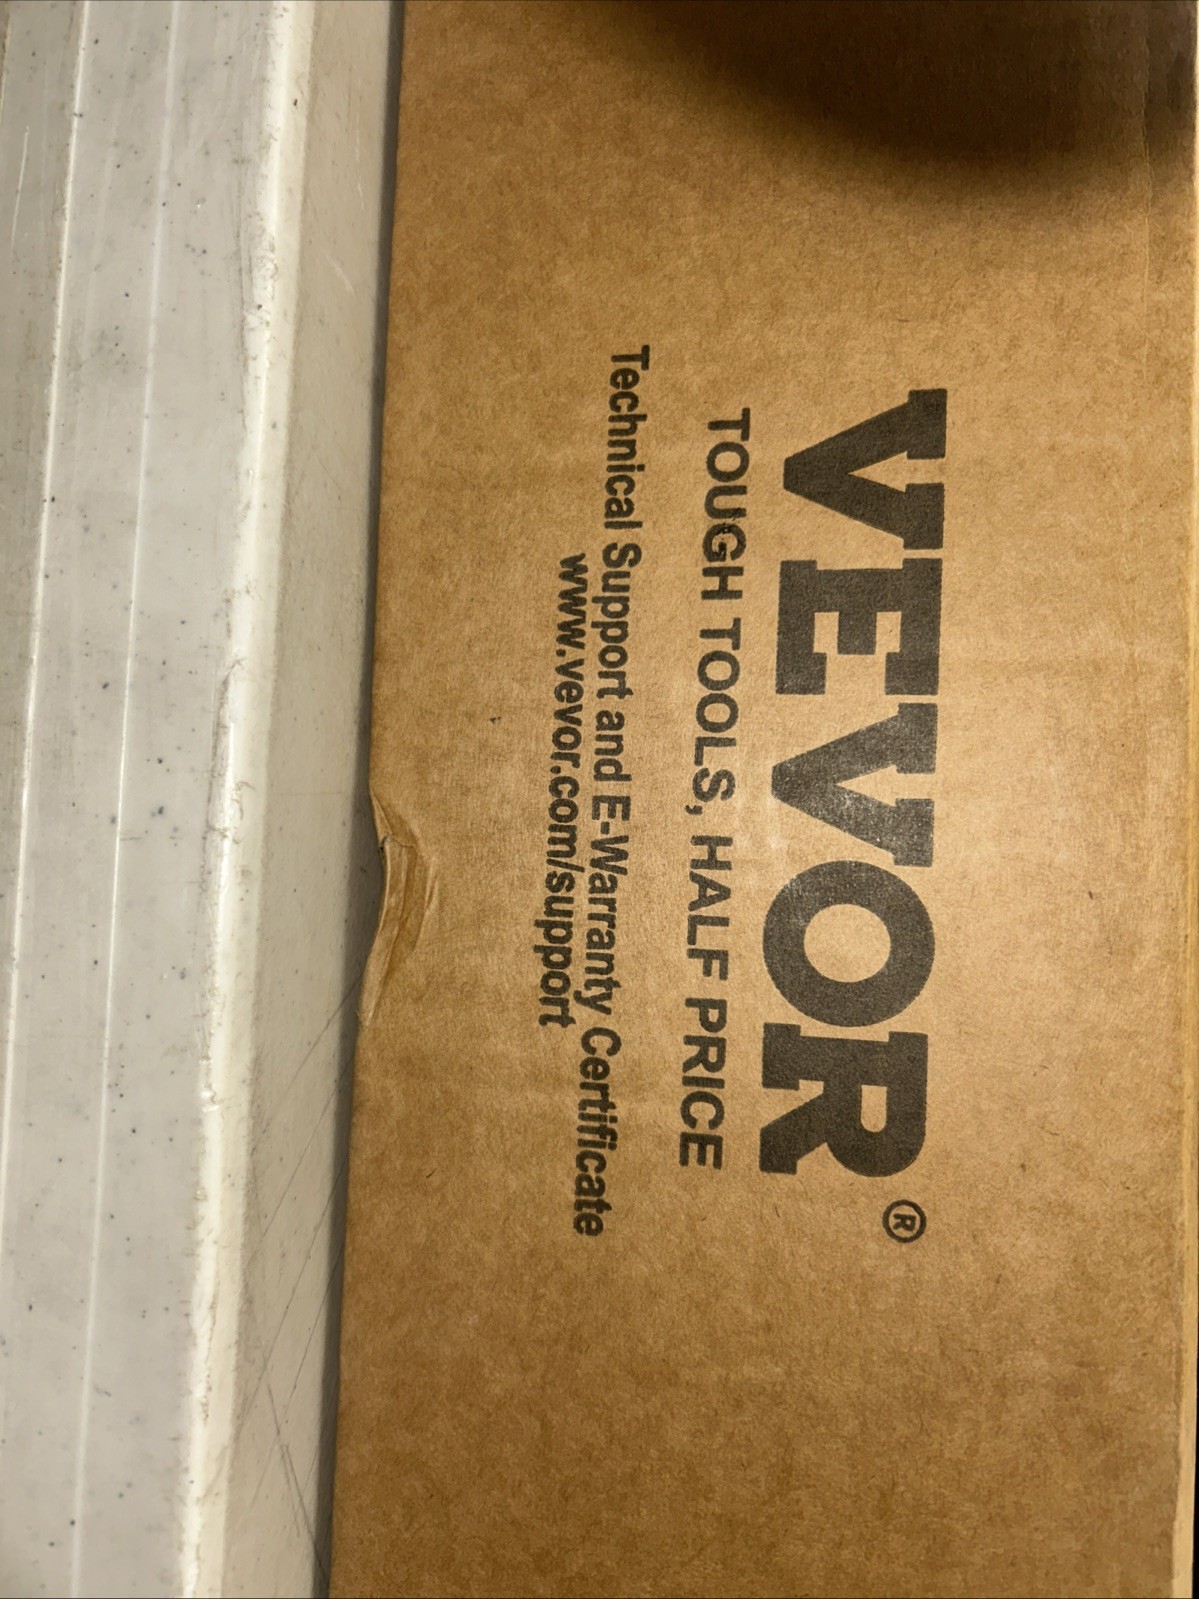 VEVOR®
TOUGH TOOLS, HALF PRICE
Technical Support and E-Warranty Certificate
www.vevor.com/support